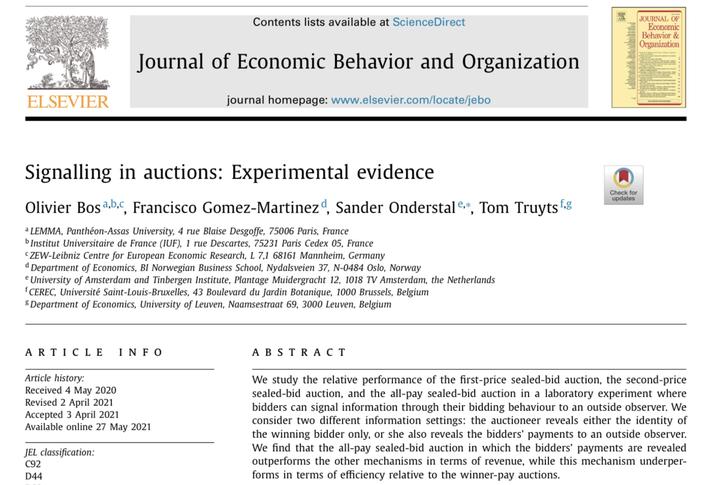 Contents lists available at ScienceDirect
Journal of Economic Behavior and Organization
journal homepage: www.elsevier.com/locate/jebo
ELSEVIER
JOURNAL OF
Economic
Behavior &
Organization
Signalling in auctions: Experimental evidence
Check for
updates
Olivier Bos a,b,c, Francisco Gomez-Martinez d, Sander Onderstal e,*, Tom Truyts f,g
a LEMMA, Panthéon-Assas University, 4 rue Blaise Desgoffe, 75006 Paris, France
b Institut Universitaire de France (IUF), 1 rue Descartes, 75231 Paris Cedex 05, France
c ZEW-Leibniz Centre for European Economic Research, L 7,1 68161 Mannheim, Germany
d Department of Economics, BI Norwegian Business School, Nydalsveien 37, N-0484 Oslo, Norway
e University of Amsterdam and Tinbergen Institute, Plantage Muidergracht 12, 1018 TV Amsterdam, the Netherlands
f CEREC, Université Saint-Louis-Bruxelles, 43 Boulevard du Jardin Botanique, 1000 Brussels, Belgium
g Department of Economics, University of Leuven, Naamsestraat 69, 3000 Leuven, Belgium
ARTICLE INFO
Article history:
Received 4 May 2020
Revised 2 April 2021
Accepted 3 April 2021
Available online 27 May 2021
JEL classification:
C92
D44
ABSTRACT
We study the relative performance of the first-price sealed-bid auction, the second-price
sealed-bid auction, and the all-pay sealed-bid auction in a laboratory experiment where
bidders can signal information through their bidding behaviour to an outside observer. We
consider two different information settings: the auctioneer reveals either the identity of
the winning bidder only, or she also reveals the bidders' payments to an outside observer.
We find that the all-pay sealed-bid auction in which the bidders' payments are revealed
outperforms the other mechanisms in terms of revenue, while this mechanism underper-
forms in terms of efficiency relative to the winner-pay auctions.